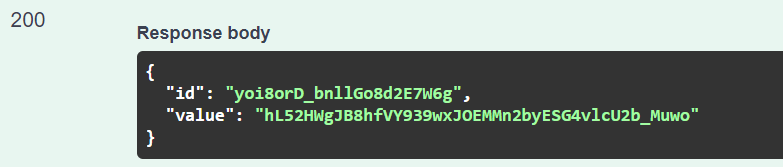 200
Response body
{
"id": "yoi8orD_bnllGo8d2E7W6g",
"value": "hL52HWgJB8hfVY939wxJOEMMn2byESG4vlcU2b_Muwo"
}